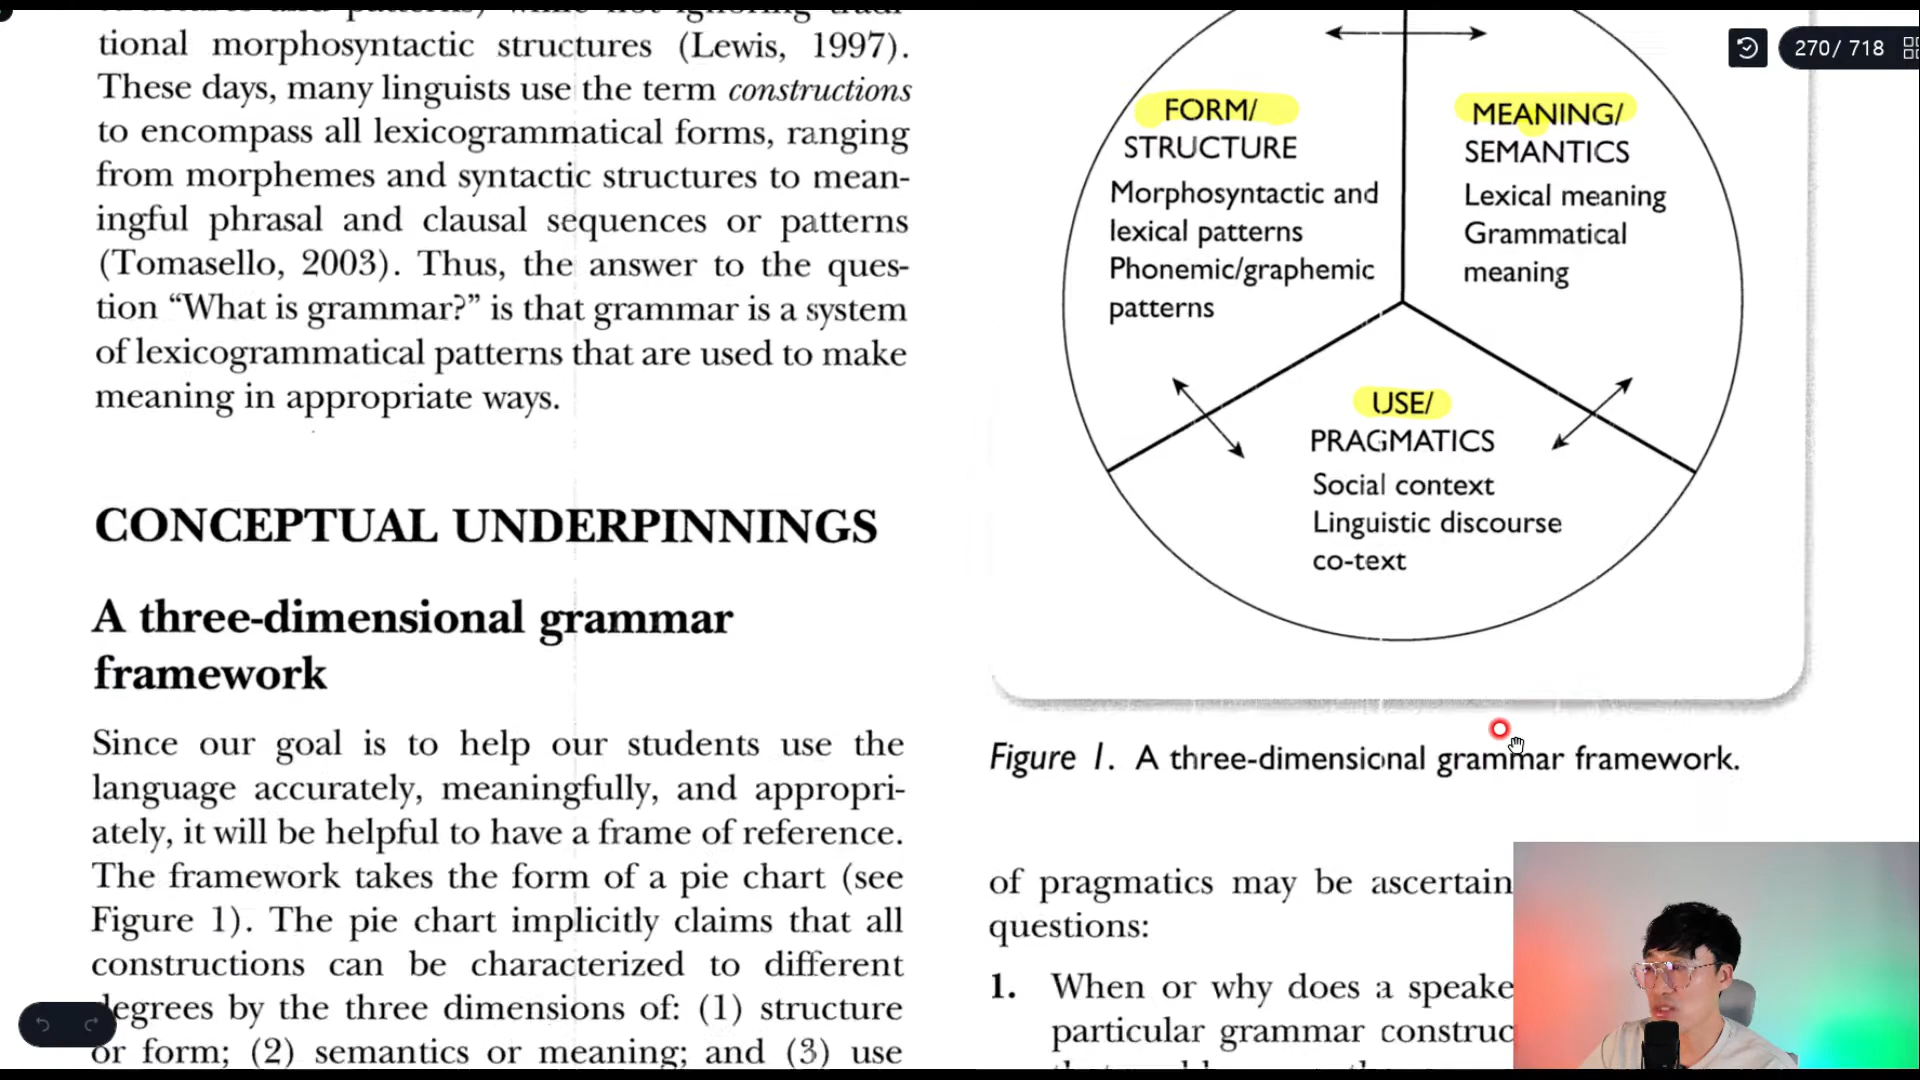 tional morphosyntactic structures (Lewis, 1997).
These days, many linguists use the term constructions
to encompass all lexicogrammatical forms, ranging
from morphemes and syntactic structures to mean-
ingful phrasal and clausal sequences or patterns
(Tomasello, 2003). Thus, the answer to the ques-
tion “What is grammar?” is that grammar is a system
of lexicogrammatical patterns that are used to make
meaning in appropriate ways.
CONCEPTUAL UNDERPINNINGS
A three-dimensional grammar
framework
Since our goal is to help our students use the
language accurately, meaningfully, and appropri-
ately, it will be helpful to have a frame of reference.
The framework takes the form of a pie chart (see
Figure 1). The pie chart implicitly claims that all
constructions can be characterized to different
degrees by the three dimensions of: (1) structure
or form; (2) semantics or meaning; and (3) use
270/ 718
FORM/
STRUCTURE
Morphosyntactic and
lexical patterns
Phonemic/graphemic
patterns
MEANING/
SEMANTICS
Lexical meaning
Grammatical
meaning
USE/
PRAGMATICS
Social context
Linguistic discourse
co-text
Figure 1. A three-dimensional grammar framework.
of pragmatics may be ascertain
questions:
1. When or why does a speake
particular grammar construc